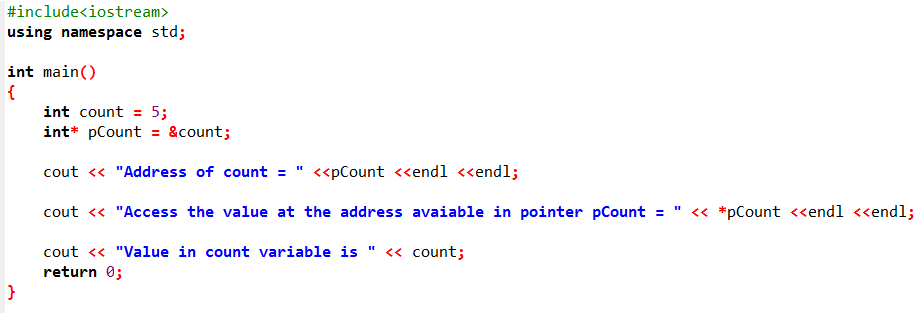 #include<iostream>
using namespace std;
int main()
{
int count = 5;
int* pCount = &count;
cout << "Address of count = " <<pCount <<endl <<endl;
cout << "Access the value at the address avaiable in pointer pCount = " << *pCount <<endl <<endl;
cout << "Value in count variable is " << count;
return 0;
}